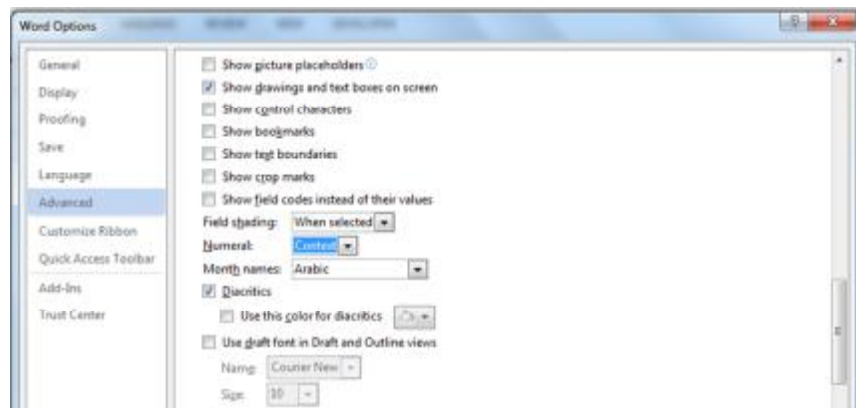 Word Options
General
Display
Proofing
Save
Language
Advanced
Customize Ribbon
Quick Access Toolbar
Add-Ins
Trust Center
Show picture placeholders
Show drawings and text boxes on screen
Show control characters
Show bookmarks
Show text boundaries
Show crop marks
Show field codes instead of their values
Field shading: When selected
Numeral: Context
Month names: Arabic
Diacritics
Use this color for diacritics
Use draft font in Draft and Outline views
Name: Courier New
Size: 10